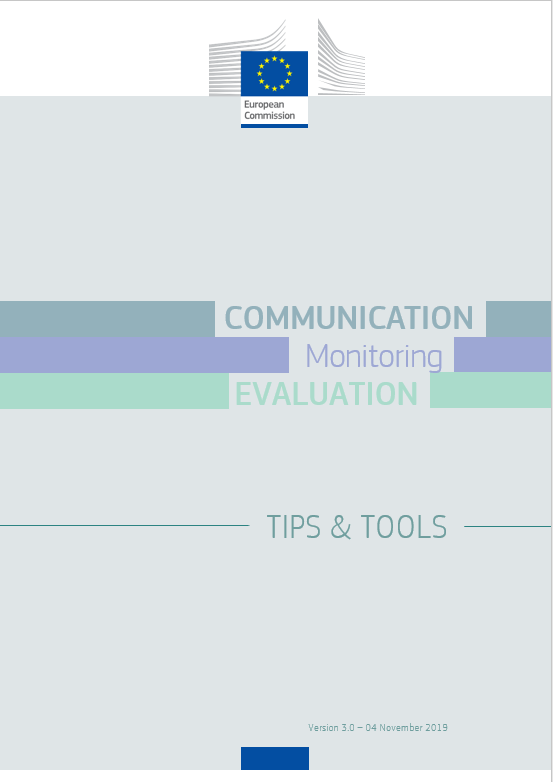 European
Commission
COMMUNICATION
Monitoring
EVALUATION
TIPS & TOOLS
Version 3.0 – 04 November 2019